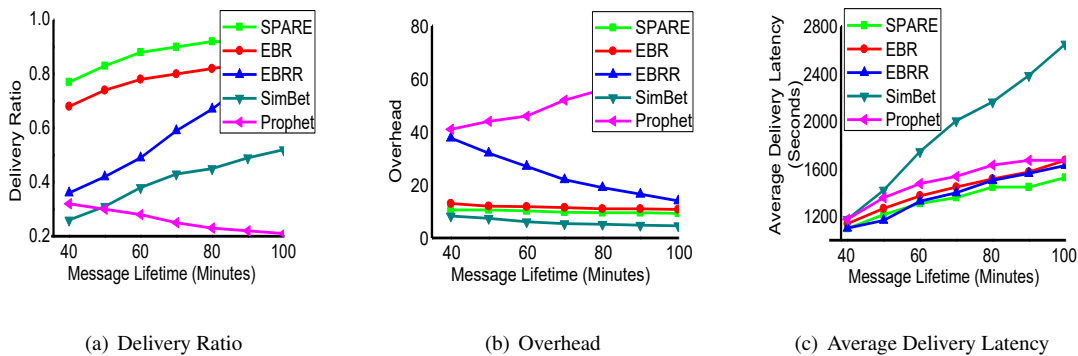 1.0
0.8
0.6
0.4
0.2
Delivery Ratio
SPARE
EBR
EBRR
SimBet
Prophet
40 60 80 100
Message Lifetime (Minutes)
(a) Delivery Ratio
80
60
40
20
0
Overhead
SPARE
EBR
EBRR
SimBet
Prophet
40 60 80 100
Message Lifetime (Minutes)
(b) Overhead
2800
2400
2000
1600
1200
Average Delivery Latency
(Seconds)
SPARE
EBR
EBRR
SimBet
Prophet
40 50 60 70 80 90 100
Message Lifetime (Minutes)
(c) Average Delivery Latency